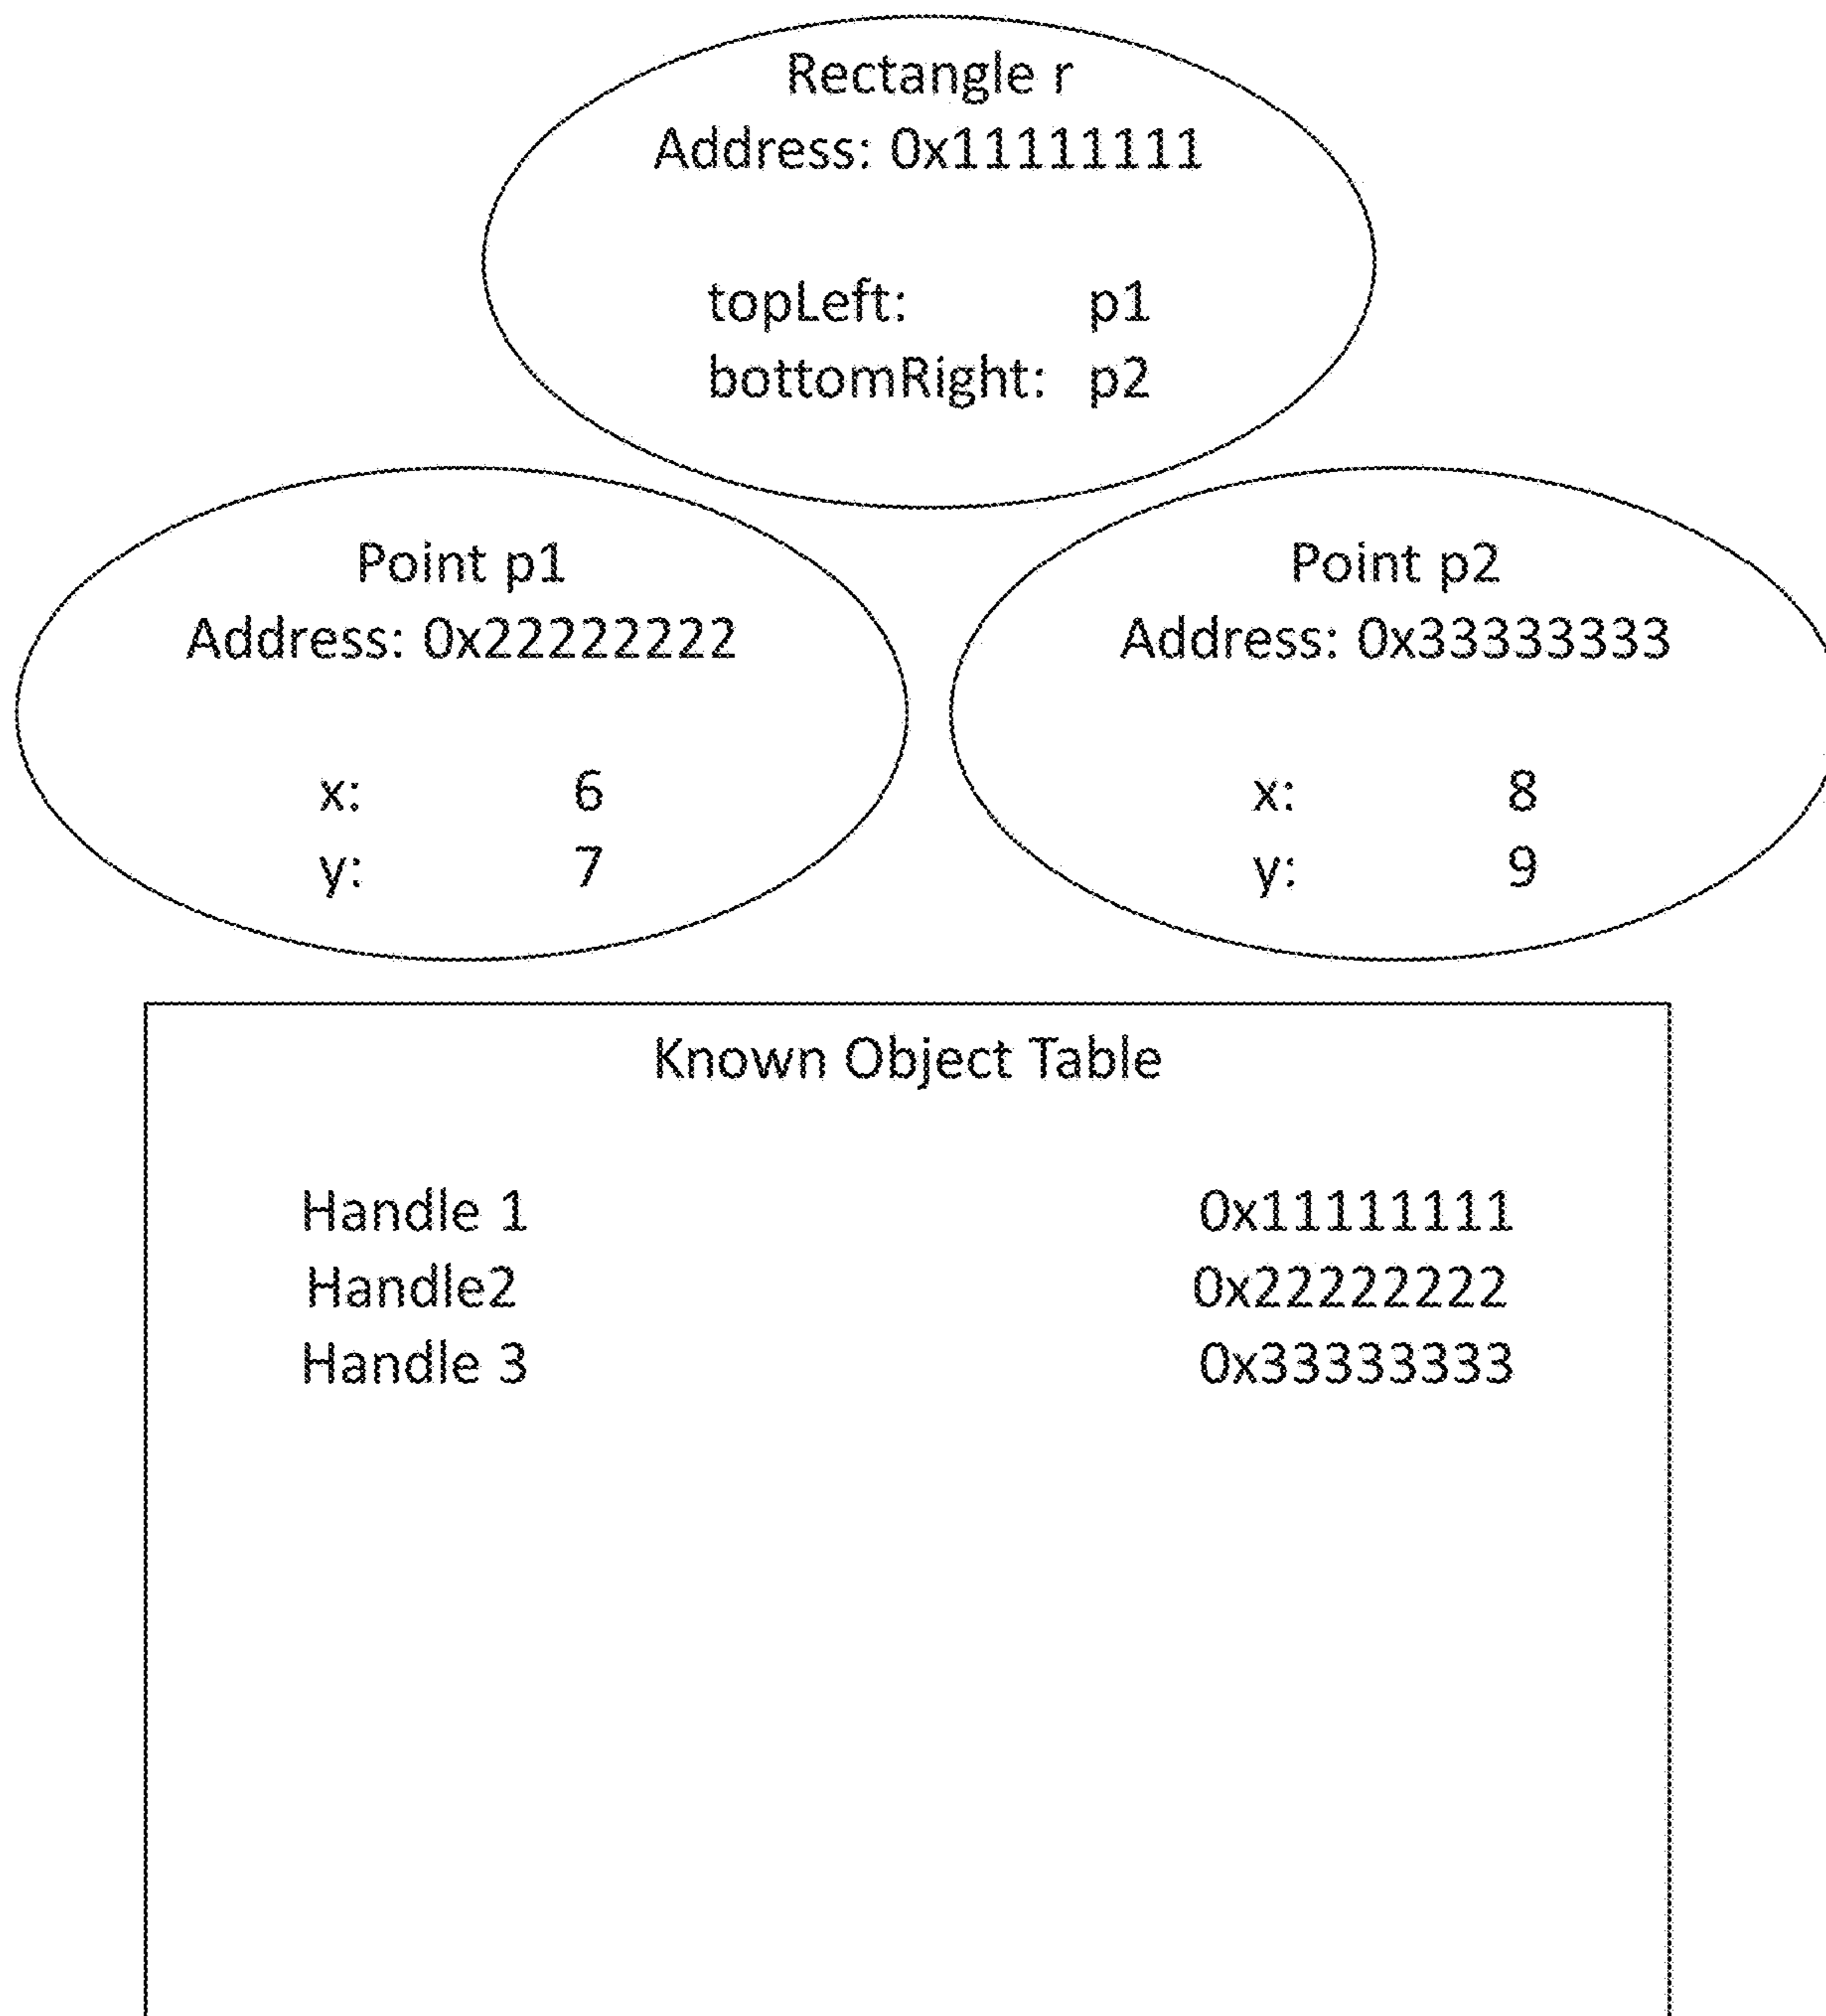 Rectangle r
Address: 0x11111111
topLeft: p1
bottomRight: p2
Point p1
Address: 0x22222222
x: 6
y: 7
Point p2
Address: 0x33333333
x: 8
y: 9
Known Object Table
Handle 1 0x11111111
Handle2 0x22222222
Handle 3 0x33333333